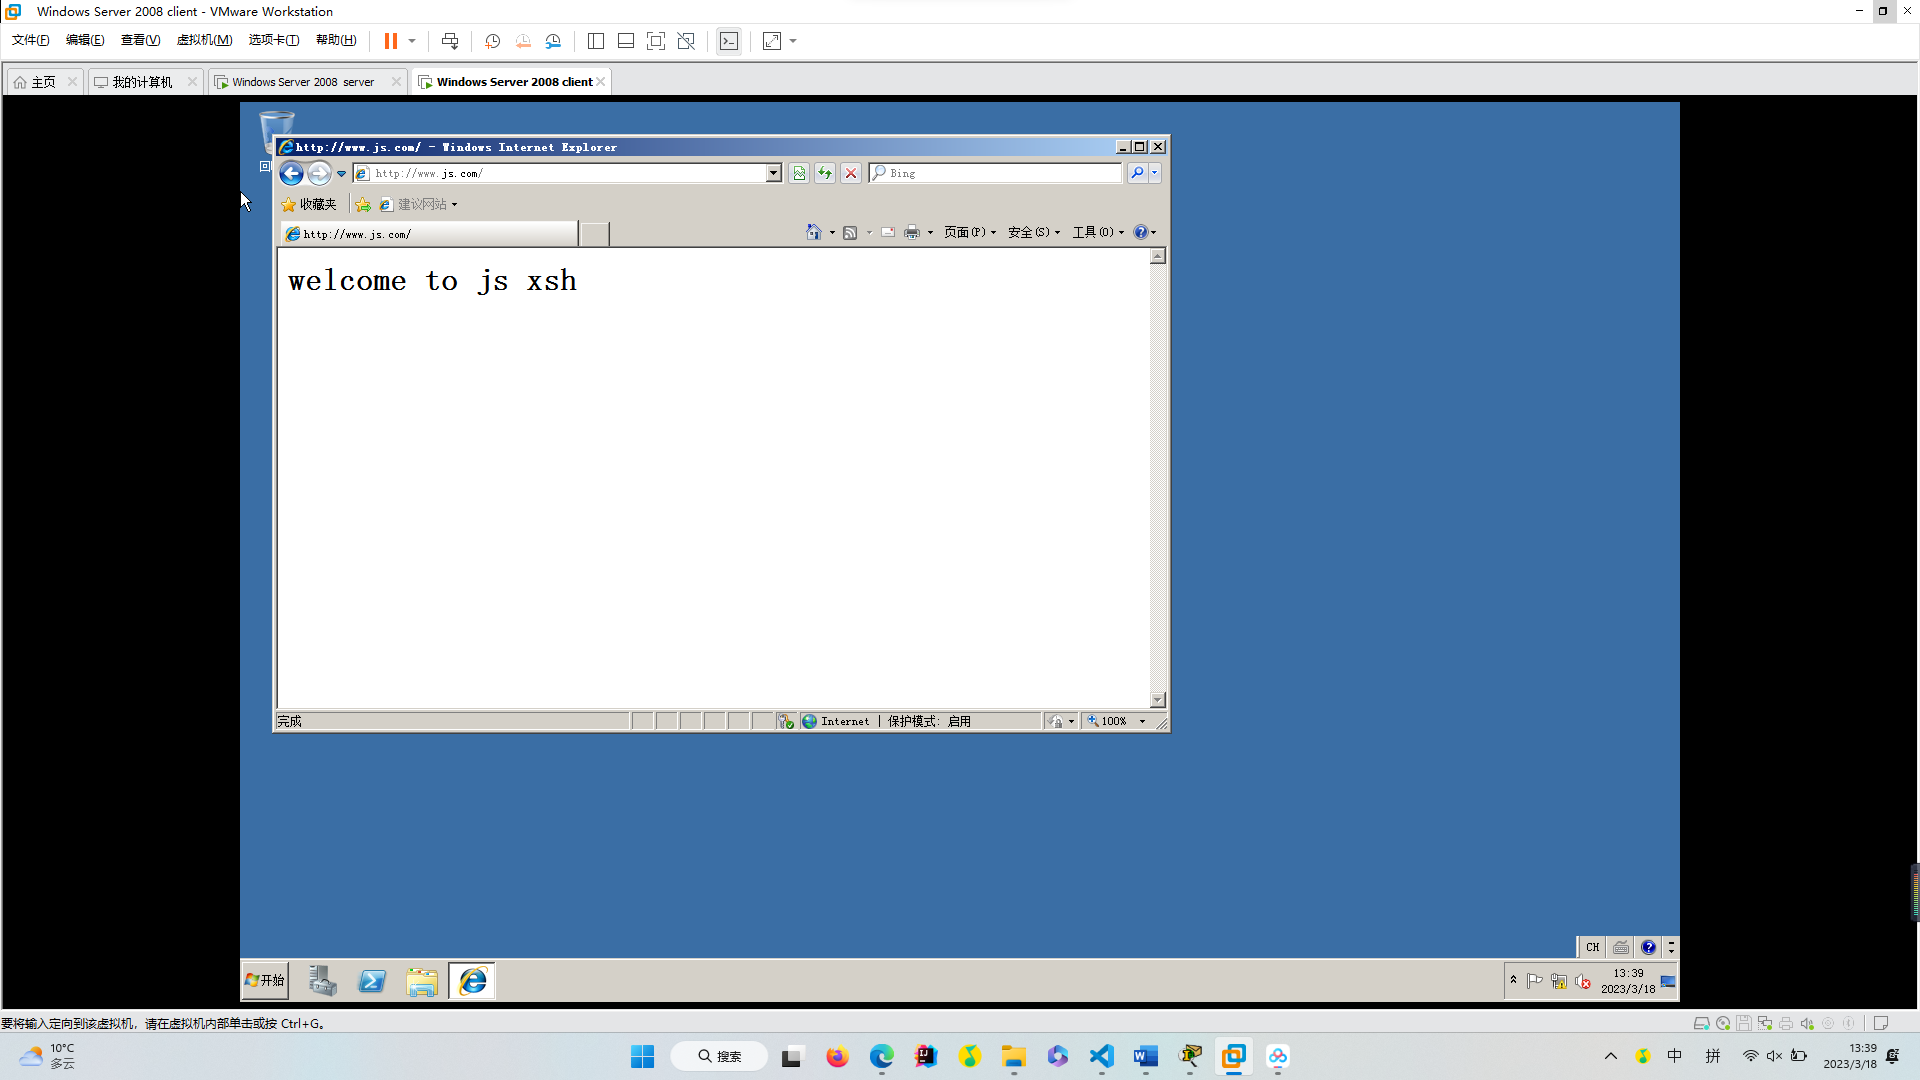 Windows Server 2008 client - VMware Workstation
文件(F) 编辑(E) 查看(V) 虚拟机(M) 选项卡(T) 帮助(H)
主页 我的计算机 Windows Server 2008 server Windows Server 2008 client
http://www.js.com/ - Windows Internet Explorer
http://www.js.com/ Bing
收藏夹 建议网站
http://www.js.com/ 页面(P) 安全(S) 工具(O)
welcome to js xsh
完成 Internet | 保护模式: 启用 100%
CH
开始 13:39
2023/3/18
要将输入定向到该虚拟机，请在虚拟机内部单击或按 Ctrl+G。
10°C
多云
搜索
中 拼
13:39
2023/3/18